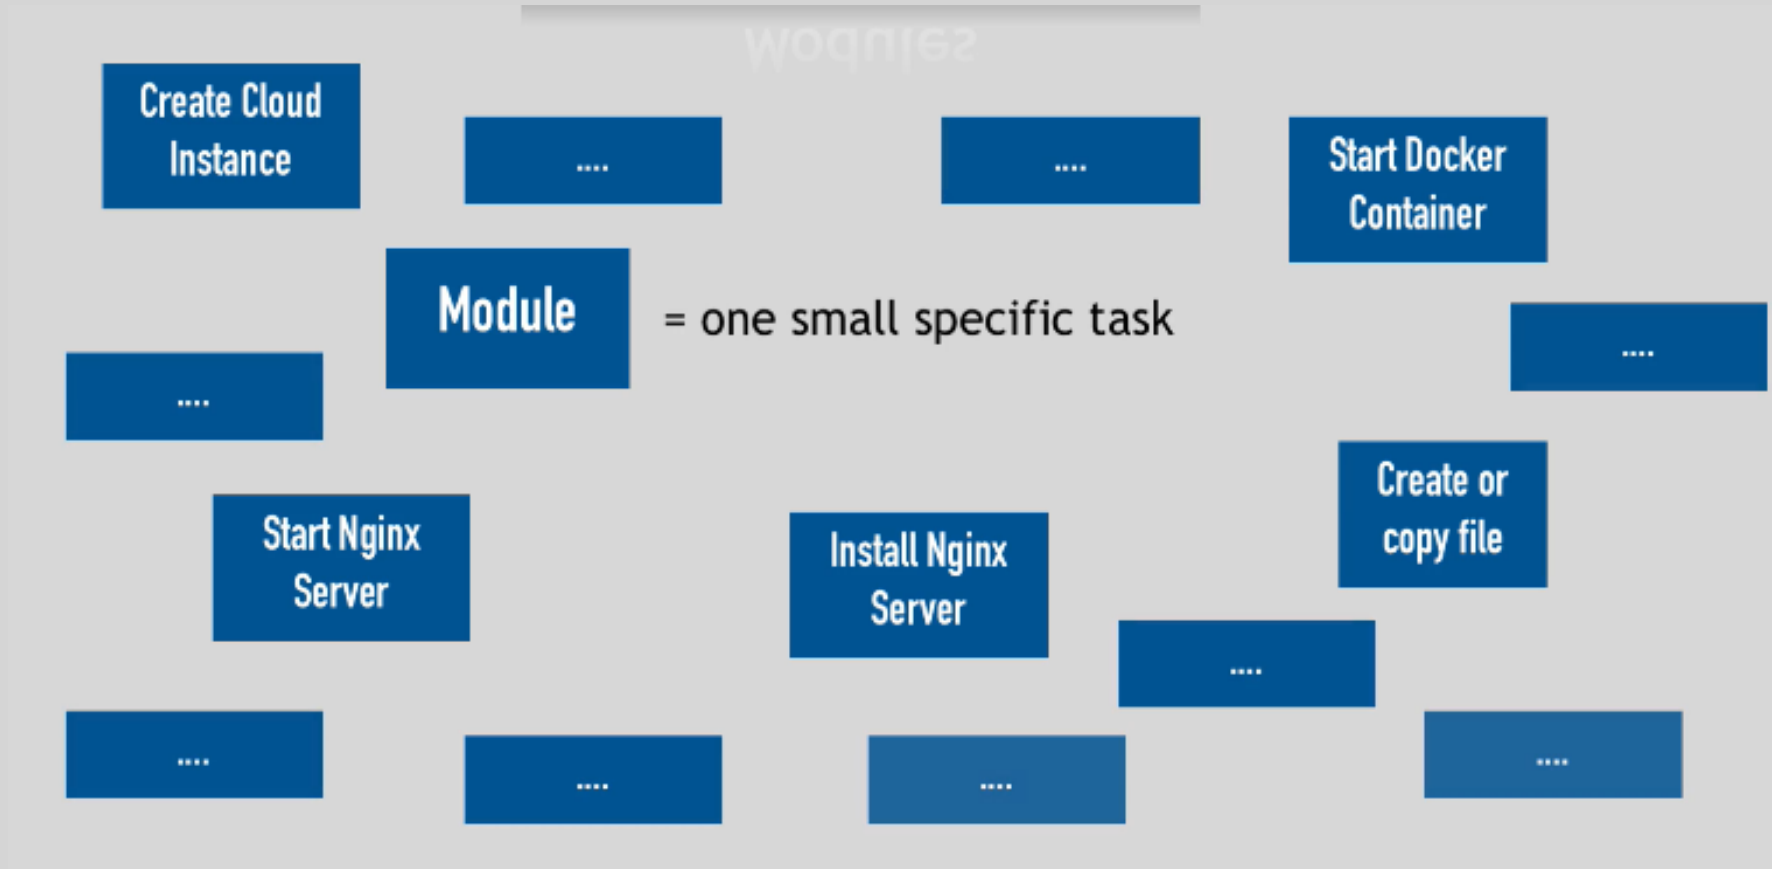 Modules
Create Cloud
Instance
....
....
Start Docker
Container
Module
= one small specific task
....
....
Start Nginx
Server
Install Nginx
Server
Create or
copy file
....
....
....
....
....